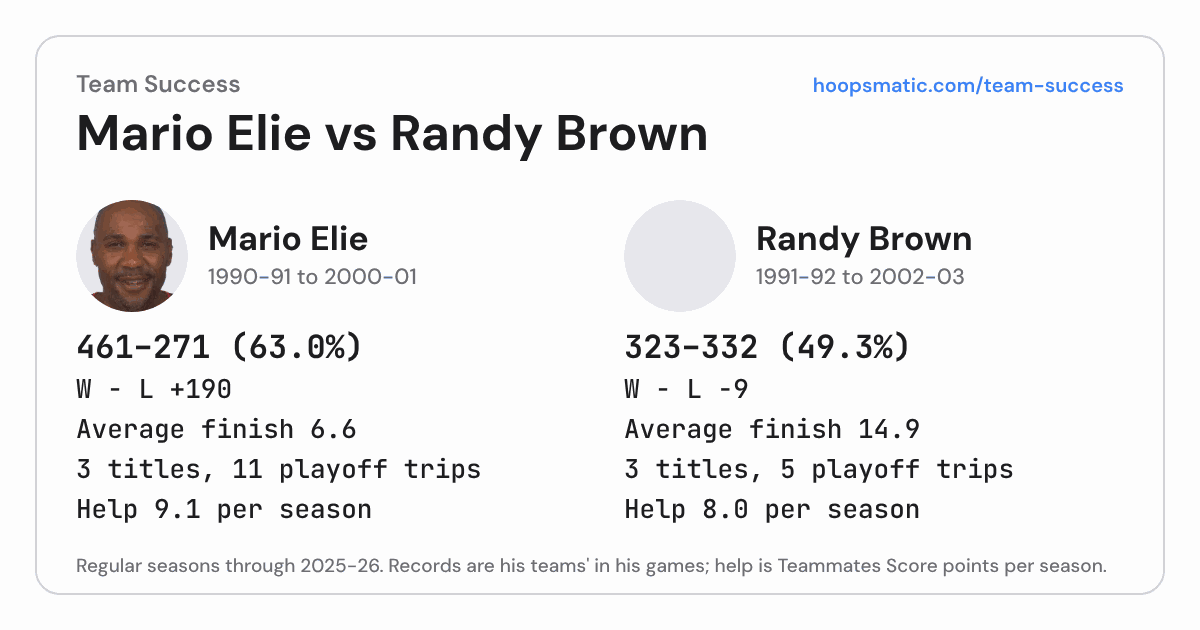 Team Success
hoopsmatic.com/team-success
Mario Elie vs Randy Brown
Mario Elie
1990–91 to 2000–01
461–271 (63.0%)
W - L +190
Average finish 6.6
3 titles, 11 playoff trips
Help 9.1 per season
Randy Brown
1991–92 to 2002–03
323–332 (49.3%)
W - L -9
Average finish 14.9
3 titles, 5 playoff trips
Help 8.0 per season
Regular seasons through 2025-26. Records are his teams' in his games; help is Teammates Score points per season.